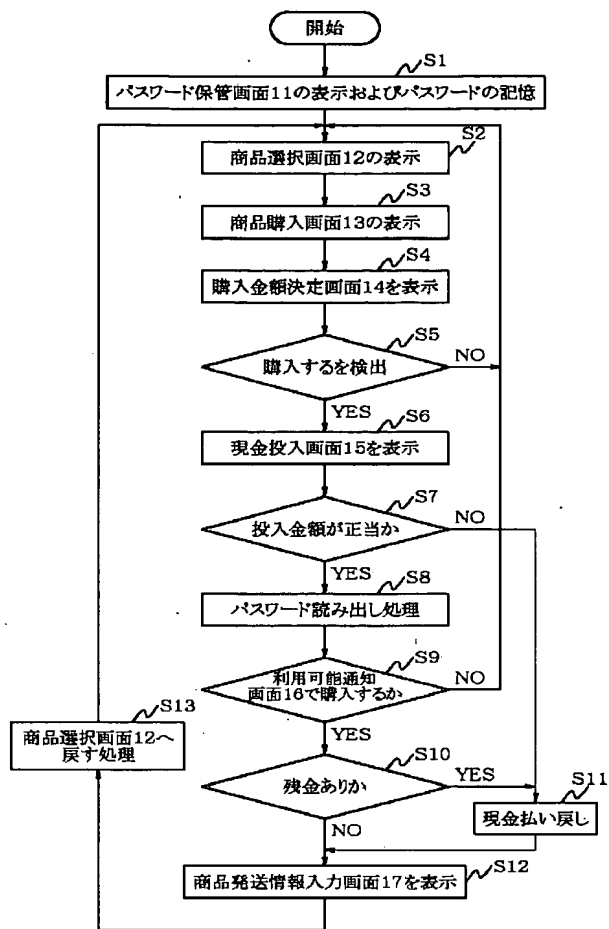 開始
S1
パスワード保管画面11の表示およびパスワードの記憶
S2
商品選択画面12の表示
S3
商品購入画面13の表示
S4
購入金額決定画面14を表示
S5
購入するを検出
NO
YES
S6
現金投入画面15を表示
S7
投入金額が正当か
NO
YES
S8
パスワード読み出し処理
S9
利用可能通知
画面16で購入するか
NO
YES
S13
商品選択画面12へ
戻す処理
S10
残金ありか
YES
NO
S11
現金払い戻し
S12
商品発送情報入力画面17を表示